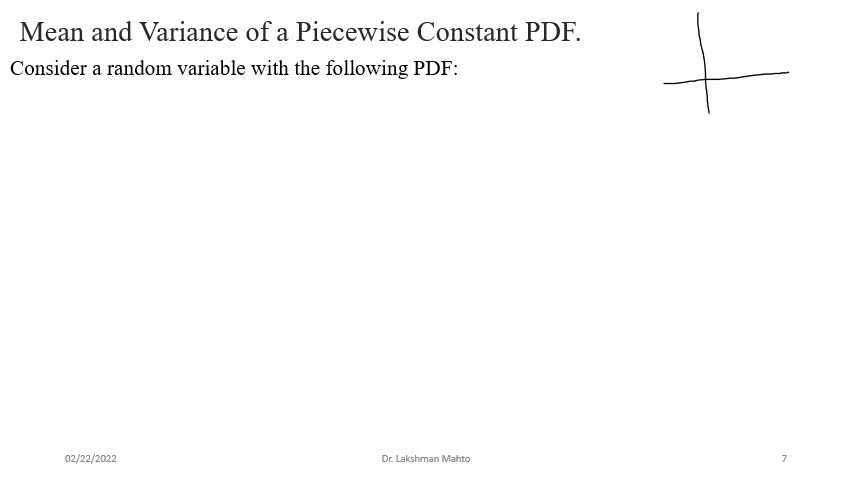 Mean and Variance of a Piecewise Constant PDF.
Consider a random variable with the following PDF:
02/22/2022
Dr. Lakshman Mahto
7